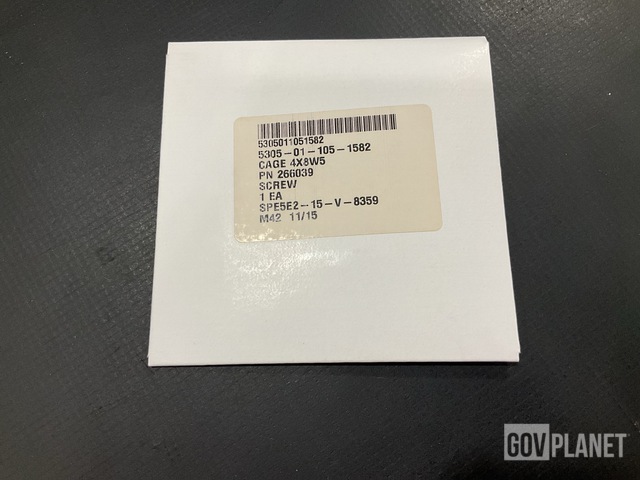 5305011051582
5305-01-105-1582
CAGE 4X8W5
PN 266039
SCREW
1 EA
SPE5E2-15-V-8359
M42 11/15
GOVPLANET